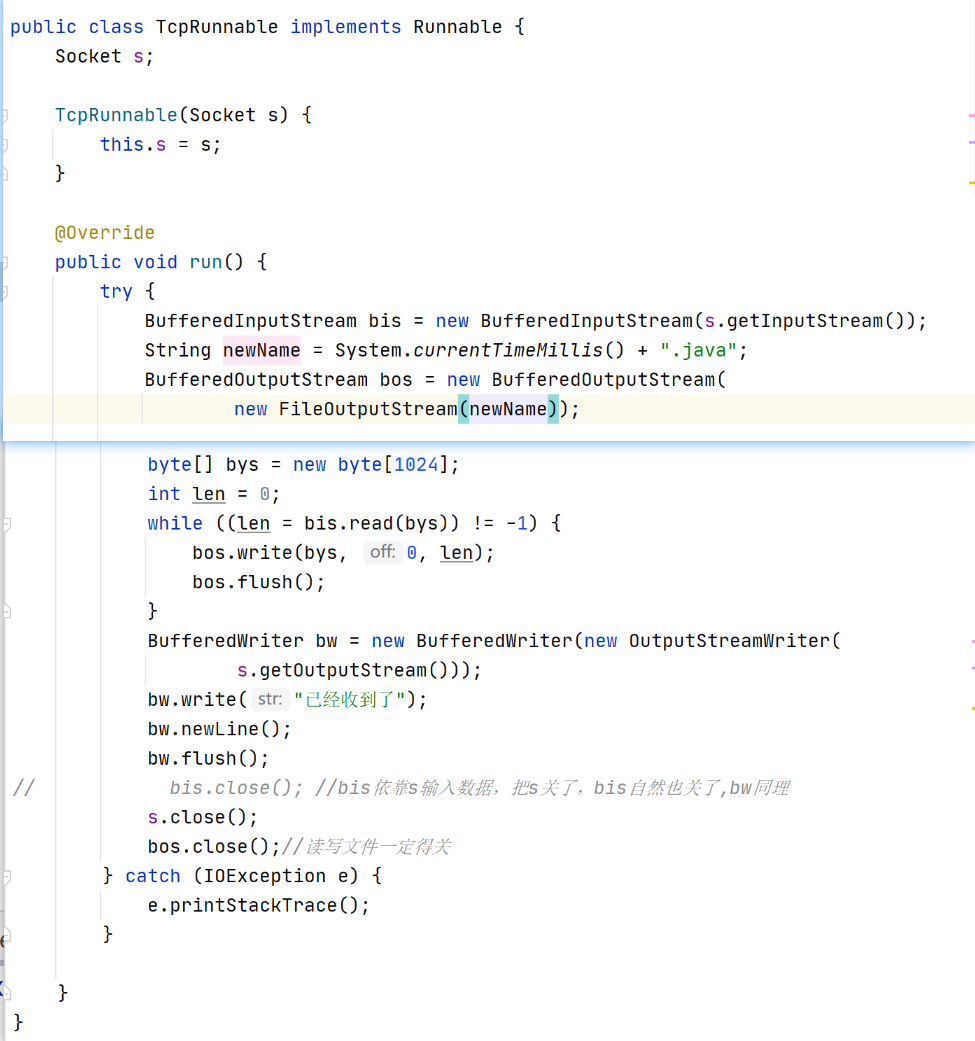 public class TcpRunnable implements Runnable {
    Socket s;

    TcpRunnable(Socket s) {
        this.s = s;
    }

    @Override
    public void run() {
        try {
            BufferedInputStream bis = new BufferedInputStream(s.getInputStream());
            String newName = System.currentTimeMillis() + ".java";
            BufferedOutputStream bos = new BufferedOutputStream(
                    new FileOutputStream(newName));
            byte[] bys = new byte[1024];
            int len = 0;
            while ((len = bis.read(bys)) != -1) {
                bos.write(bys, off: 0, len);
                bos.flush();
            }
            BufferedWriter bw = new BufferedWriter(new OutputStreamWriter(
                    s.getOutputStream()));
            bw.write( str: "已经收到了");
            bw.newLine();
            bw.flush();
//            bis.close(); //bis依靠s输入数据，把s关了，bis自然也关了,bw同理
            s.close();
            bos.close();//读写文件一定得关
        } catch (IOException e) {
            e.printStackTrace();
        }

    }
}